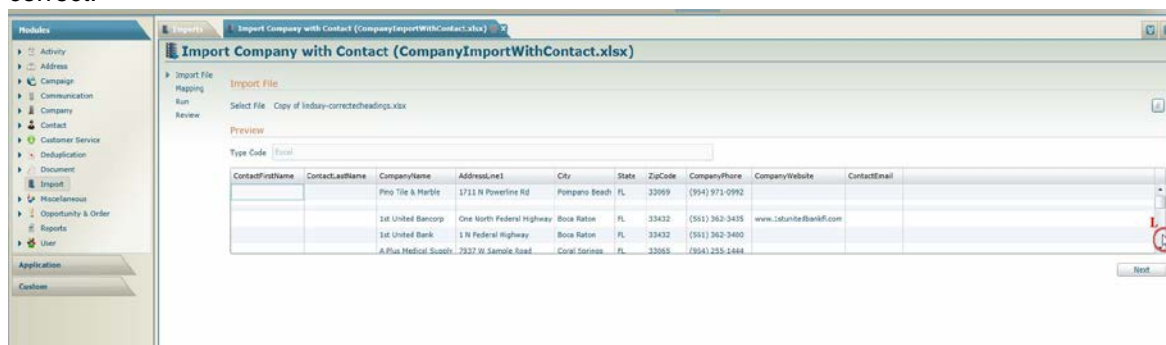 correct.
Modules
Imports
Import Company with Contact (CompanyImportWithContact.xlsx)
Import Company with Contact (CompanyImportWithContact.xlsx)
Activity
Address
Campaign
Communication
Company
Contact
Customer Service
Deduplication
Document
Import
Miscellaneous
Opportunity & Order
Reports
User
Application
Custom
Import File
Mapping
Run
Review
Import File
Select File Copy of lindsey-correctedheadings.xlsx
Preview
Type Code Excel
ContactFirstName ContactLastName CompanyName AddressLine1 City State ZipCode CompanyPhone CompanyWebsite ContactEmail
Pino Tile & Marble 1711 N Powerline Rd Pompano Beach FL 33069 (954) 971-0992
1st United Bancorp One North Federal Highway Boca Raton FL 33432 (561) 362-3435 www.1stunitedbankfl.com
1st United Bank 1 N Federal Highway Boca Raton FL 33432 (561) 362-3400
A Plus Medical Supply 7937 W Sample Road Coral Springs FL 33065 (954) 255-1444
L
Next